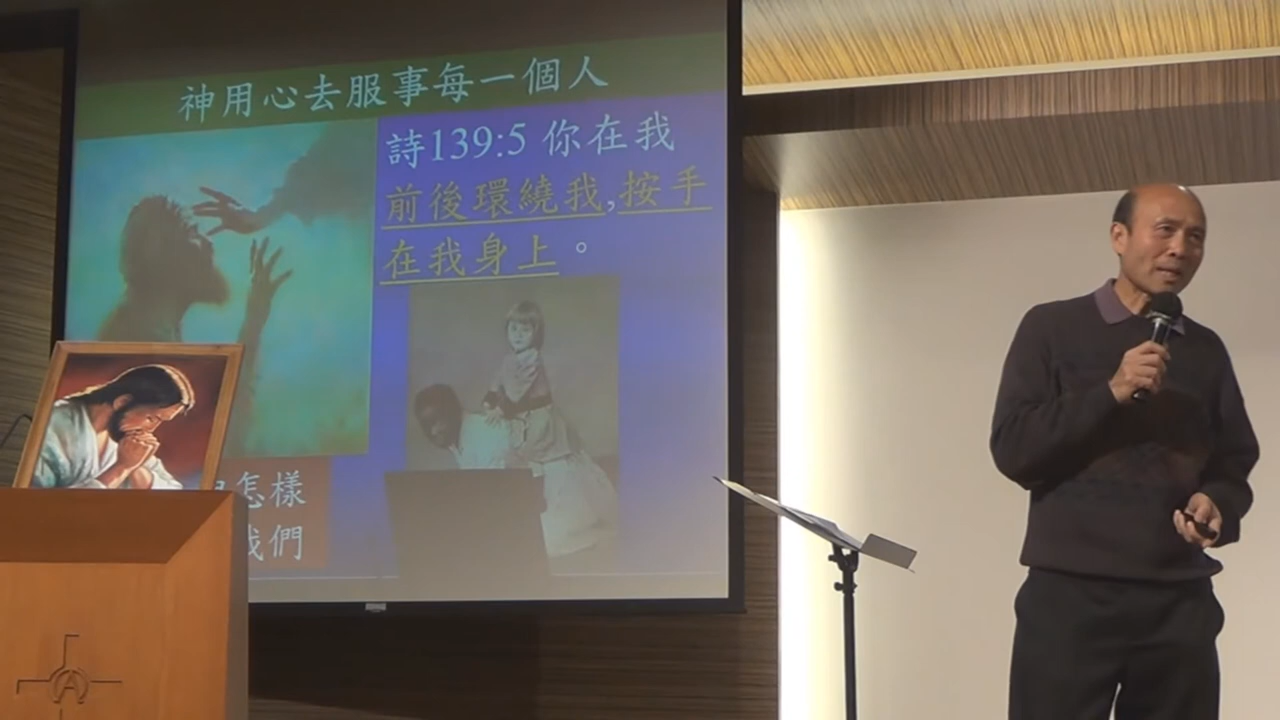 神用心去服事每一個人
詩139:5 你在我
前後環繞我,按手
在我身上。
怎樣
我們